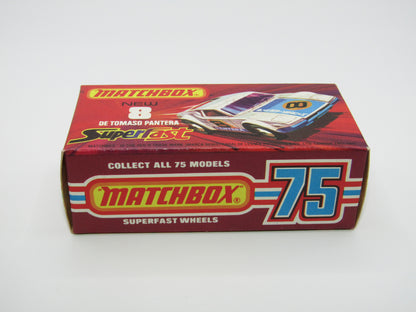 MATCHBOX
NEW
8
DE TOMASO PANTERA
Superfast
8
COLLECT ALL 75 MODELS
MATCHBOX®
75
SUPERFAST WHEELS